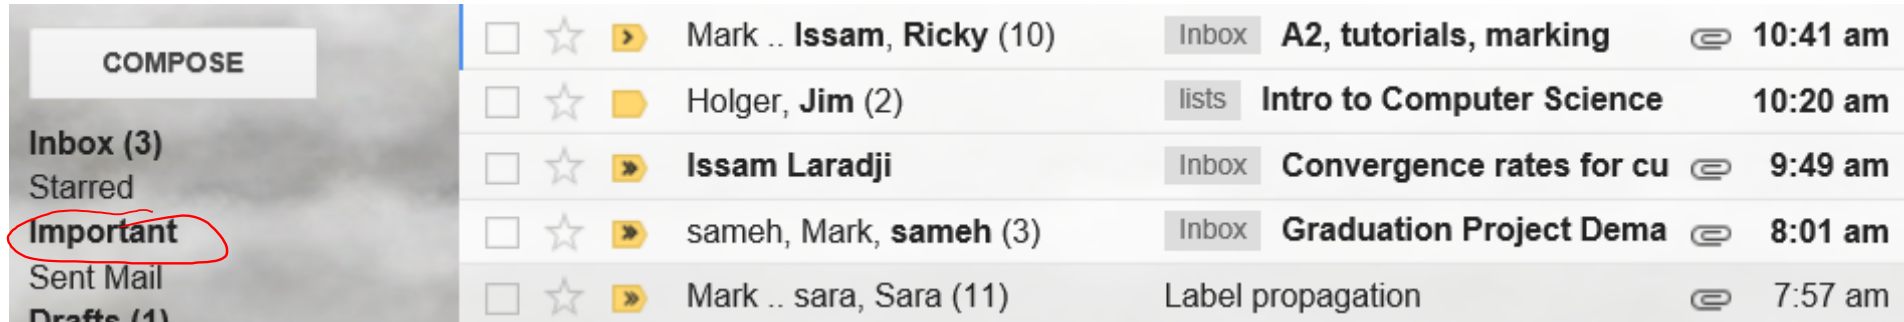 COMPOSE
Inbox (3)
Starred
Important
Sent Mail
Drafts (1)
Mark .. Issam, Ricky (10) Inbox A2, tutorials, marking 10:41 am
Holger, Jim (2) lists Intro to Computer Science 10:20 am
Issam Laradji Inbox Convergence rates for cu 9:49 am
sameh, Mark, sameh (3) Inbox Graduation Project Dema 8:01 am
Mark .. sara, Sara (11) Label propagation 7:57 am